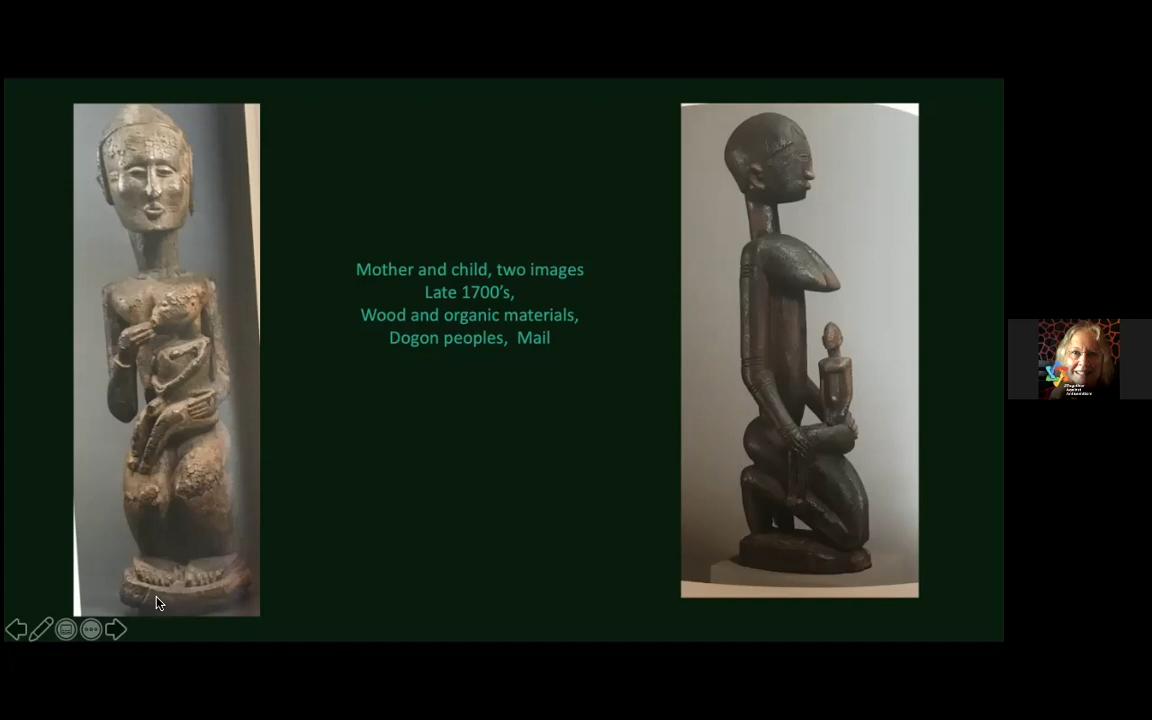 Mother and child, two images
Late 1700's,
Wood and organic materials,
Dogon peoples, Mail